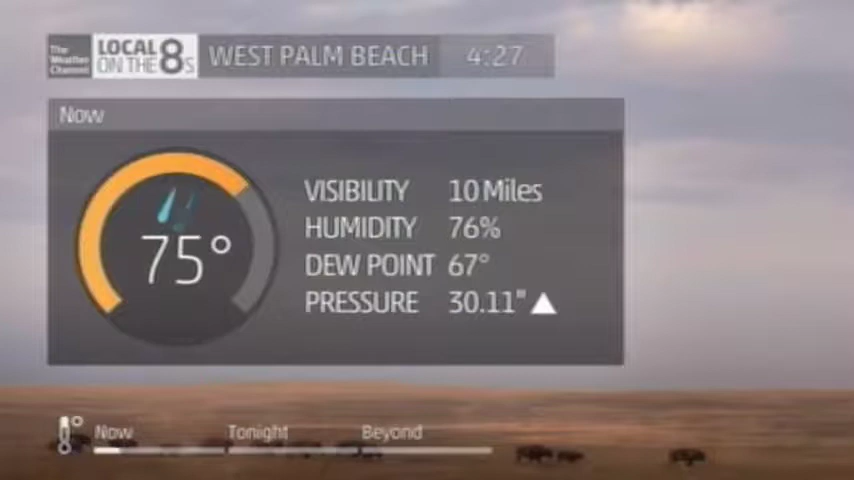 The Weather Channel LOCAL ON THE 8s WEST PALM BEACH 4:27
Now
75°
VISIBILITY 10 Miles
HUMIDITY 76%
DEW POINT 67°
PRESSURE 30.11"
Now Tonight Beyond